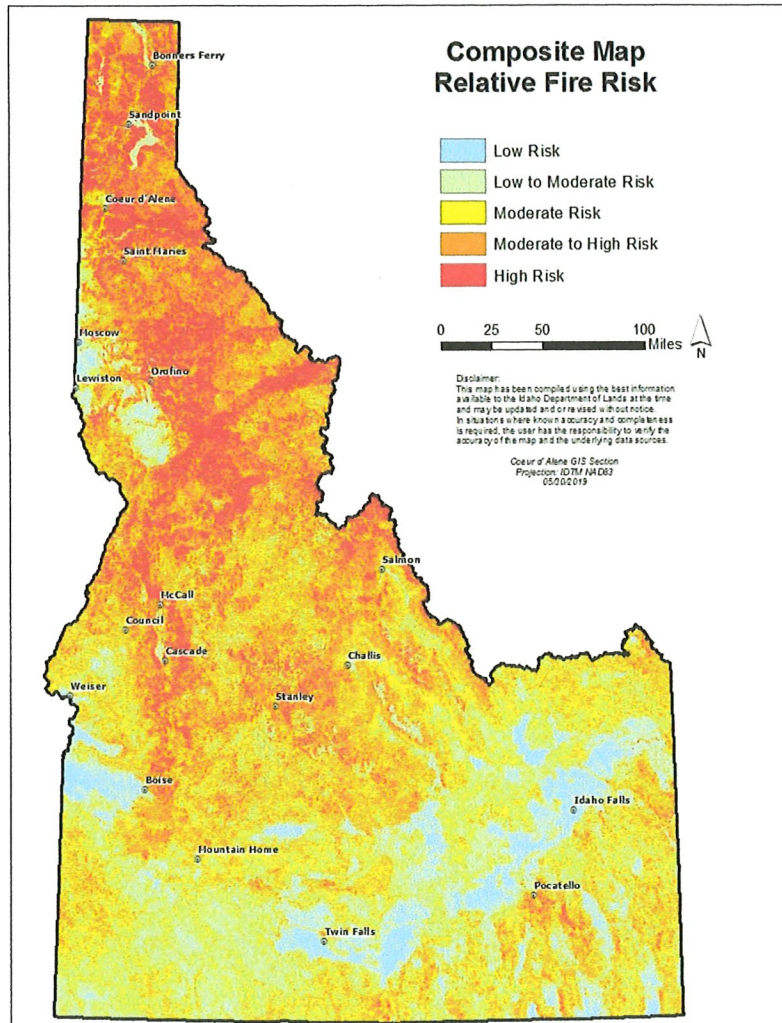 Composite Map
Relative Fire Risk
Low Risk
Low to Moderate Risk
Moderate Risk
Moderate to High Risk
High Risk
0 25 50 100
Miles
N
Disclaimer:
This map has been compiled using the best information
available to the Idaho Department of Lands at the time
and may be updated and or revised without notice.
In situations where known accuracy and completeness
is required, the user has the responsibility to verify the
accuracy of the map and the underlying data sources.
Coeur d'Alene GIS Section
Projection: IDTM NAD83
05/20/2019
Bonners Ferry
Sandpoint
Coeur d'Alene
Saint Maries
Moscow
Orofino
Lewiston
Salmon
McCall
Council
Cascade
Challis
Weiser
Stanley
Boise
Idaho Falls
Mountain Home
Pocatello
Twin Falls